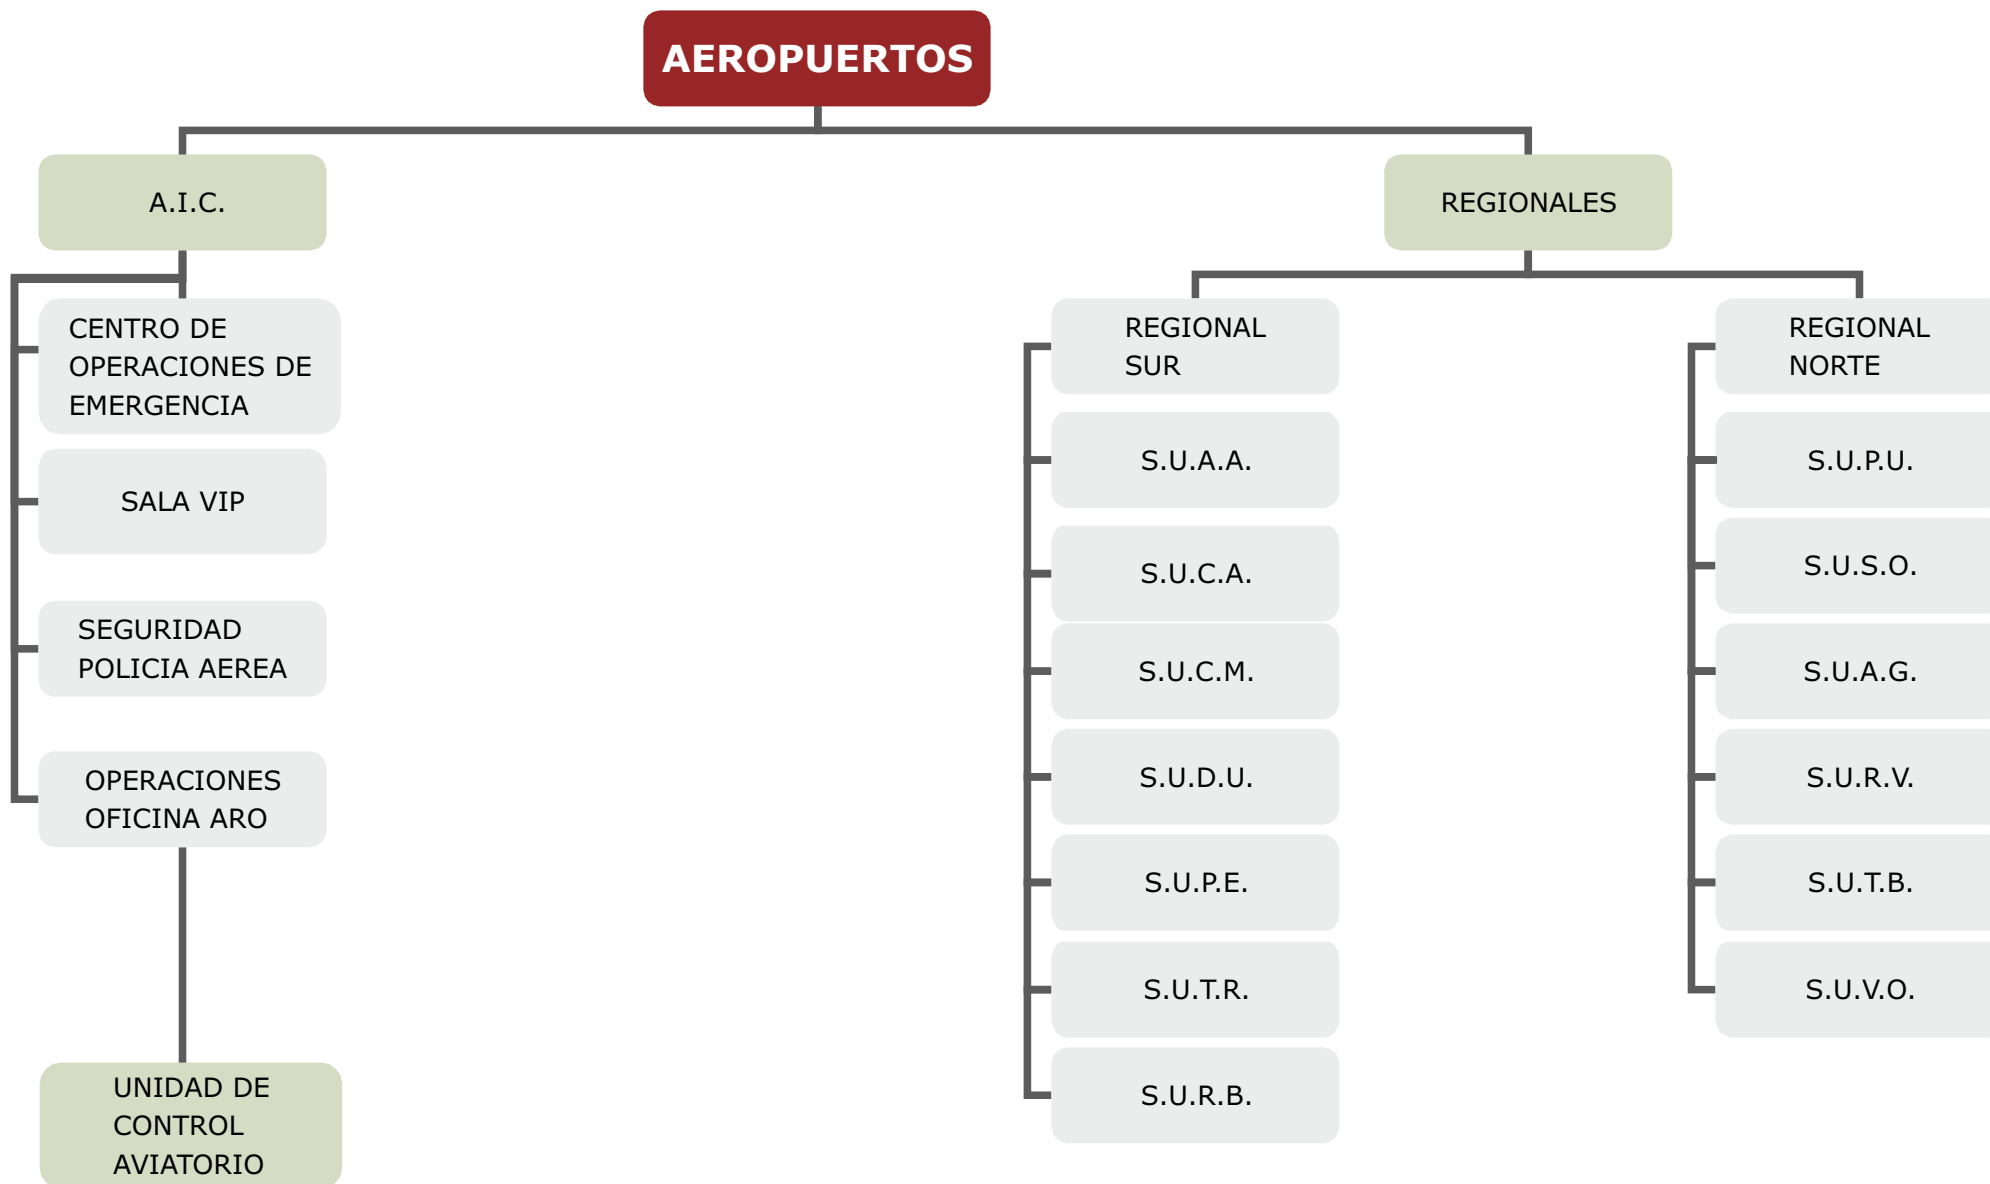 AEROPUERTOS
A.I.C.
REGIONALES
CENTRO DE
OPERACIONES DE
EMERGENCIA
SALA VIP
SEGURIDAD
POLICIA AEREA
OPERACIONES
OFICINA ARO
UNIDAD DE
CONTROL
AVIATORIO
REGIONAL
SUR
S.U.A.A.
S.U.C.A.
S.U.C.M.
S.U.D.U.
S.U.P.E.
S.U.T.R.
S.U.R.B.
REGIONAL
NORTE
S.U.P.U.
S.U.S.O.
S.U.A.G.
S.U.R.V.
S.U.T.B.
S.U.V.O.